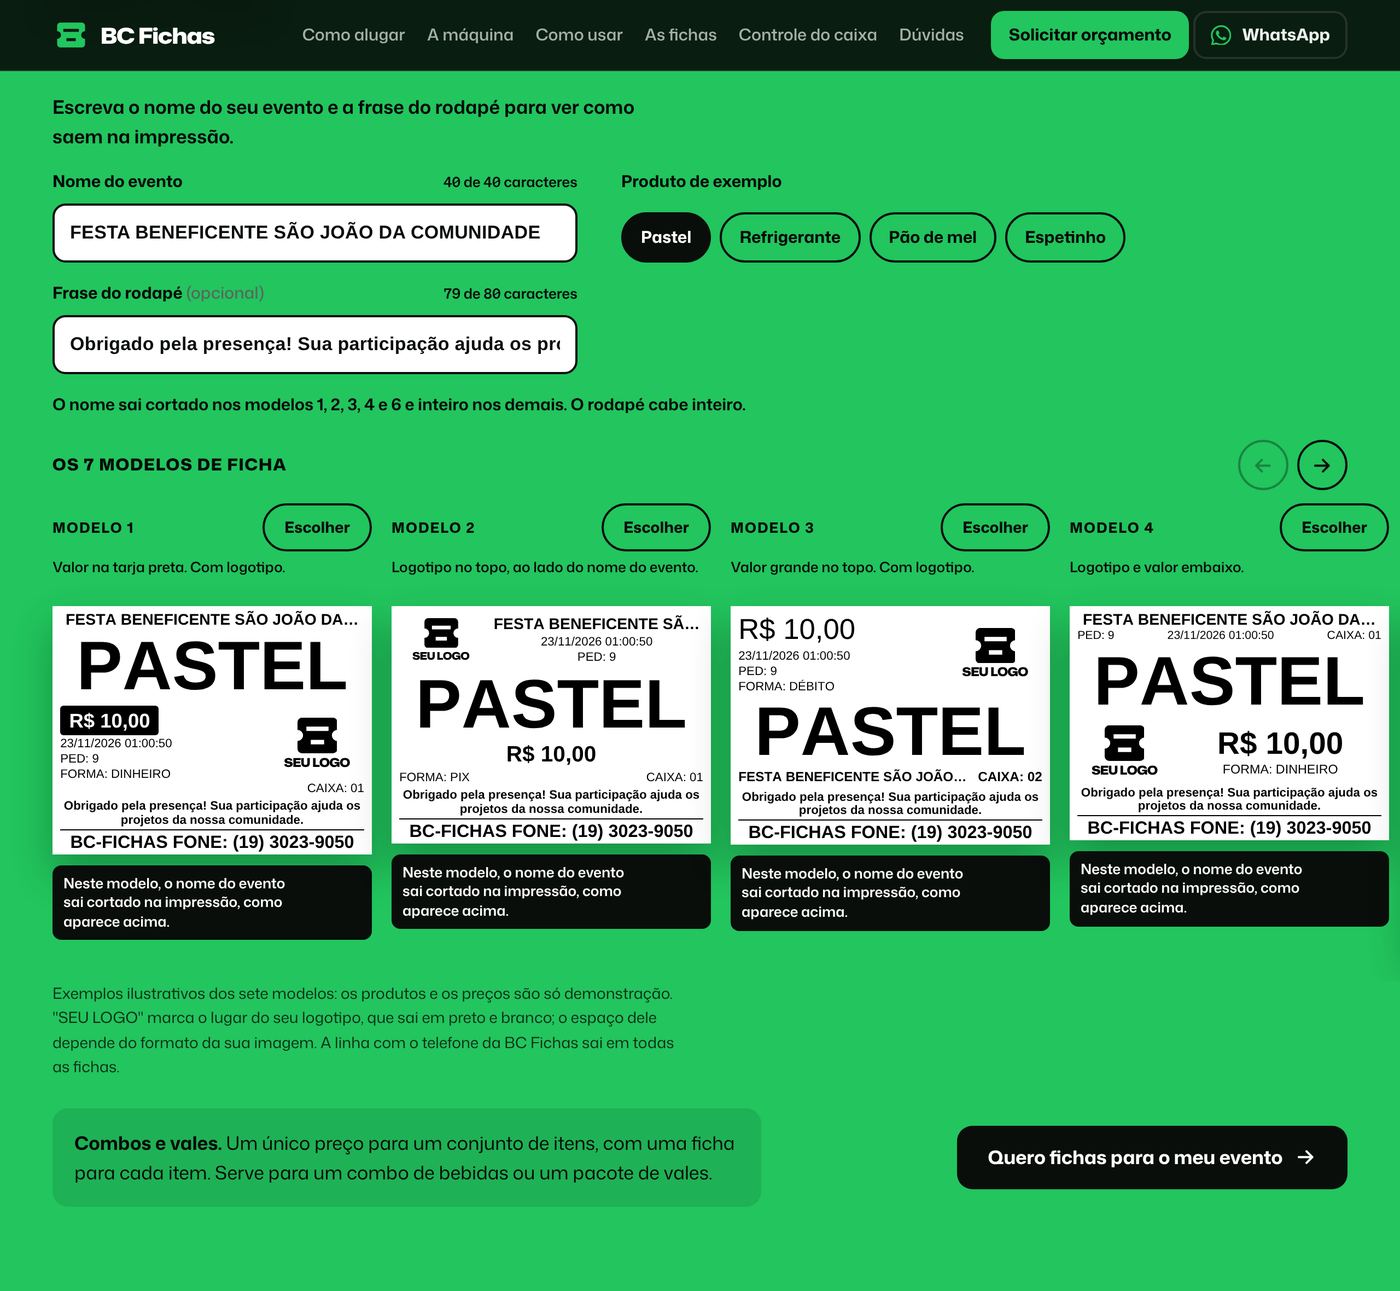 BC Fichas
Como alugar
A máquina
Como usar
As fichas
Controle do caixa
Dúvidas
Solicitar orçamento
WhatsApp
Escreva o nome do seu evento e a frase do rodapé para ver como
saem na impressão.
Nome do evento
40 de 40 caracteres
FESTA BENEFICENTE SÃO JOÃO DA COMUNIDADE
Produto de exemplo
Pastel
Refrigerante
Pão de mel
Espetinho
Frase do rodapé (opcional)
79 de 80 caracteres
Obrigado pela presença! Sua participação ajuda os pr
O nome sai cortado nos modelos 1, 2, 3, 4 e 6 e inteiro nos demais. O rodapé cabe inteiro.
OS 7 MODELOS DE FICHA
MODELO 1
Escolher
Valor na tarja preta. Com logotipo.
FESTA BENEFICENTE SÃO JOÃO DA...
PASTEL
R$ 10,00
23/11/2026 01:00:50
PED: 9
FORMA: DINHEIRO
SEU LOGO
CAIXA: 01
Obrigado pela presença! Sua participação ajuda os
projetos da nossa comunidade.
BC-FICHAS FONE: (19) 3023-9050
Neste modelo, o nome do evento
sai cortado na impressão, como
aparece acima.
MODELO 2
Escolher
Logotipo no topo, ao lado do nome do evento.
SEU LOGO
FESTA BENEFICENTE SÃ...
23/11/2026 01:00:50
PED: 9
PASTEL
R$ 10,00
FORMA: PIX
CAIXA: 01
Obrigado pela presença! Sua participação ajuda os
projetos da nossa comunidade.
BC-FICHAS FONE: (19) 3023-9050
Neste modelo, o nome do evento
sai cortado na impressão, como
aparece acima.
MODELO 3
Escolher
Valor grande no topo. Com logotipo.
R$ 10,00
23/11/2026 01:00:50
PED: 9
FORMA: DÉBITO
SEU LOGO
PASTEL
FESTA BENEFICENTE SÃO JOÃO... CAIXA: 02
Obrigado pela presença! Sua participação ajuda os
projetos da nossa comunidade.
BC-FICHAS FONE: (19) 3023-9050
Neste modelo, o nome do evento
sai cortado na impressão, como
aparece acima.
MODELO 4
Escolher
Logotipo e valor embaixo.
FESTA BENEFICENTE SÃO JOÃO DA...
PED: 9 23/11/2026 01:00:50 CAIXA: 01
PASTEL
SEU LOGO
R$ 10,00
FORMA: DINHEIRO
Obrigado pela presença! Sua participação ajuda os
projetos da nossa comunidade.
BC-FICHAS FONE: (19) 3023-9050
Neste modelo, o nome do evento
sai cortado na impressão, como
aparece acima.
Exemplos ilustrativos dos sete modelos: os produtos e os preços são só demonstração.
"SEU LOGO" marca o lugar do seu logotipo, que sai em preto e branco; o espaço dele
depende do formato da sua imagem. A linha com o telefone da BC Fichas sai em todas
as fichas.
Combos e vales. Um único preço para um conjunto de itens, com uma ficha
para cada item. Serve para um combo de bebidas ou um pacote de vales.
Quero fichas para o meu evento